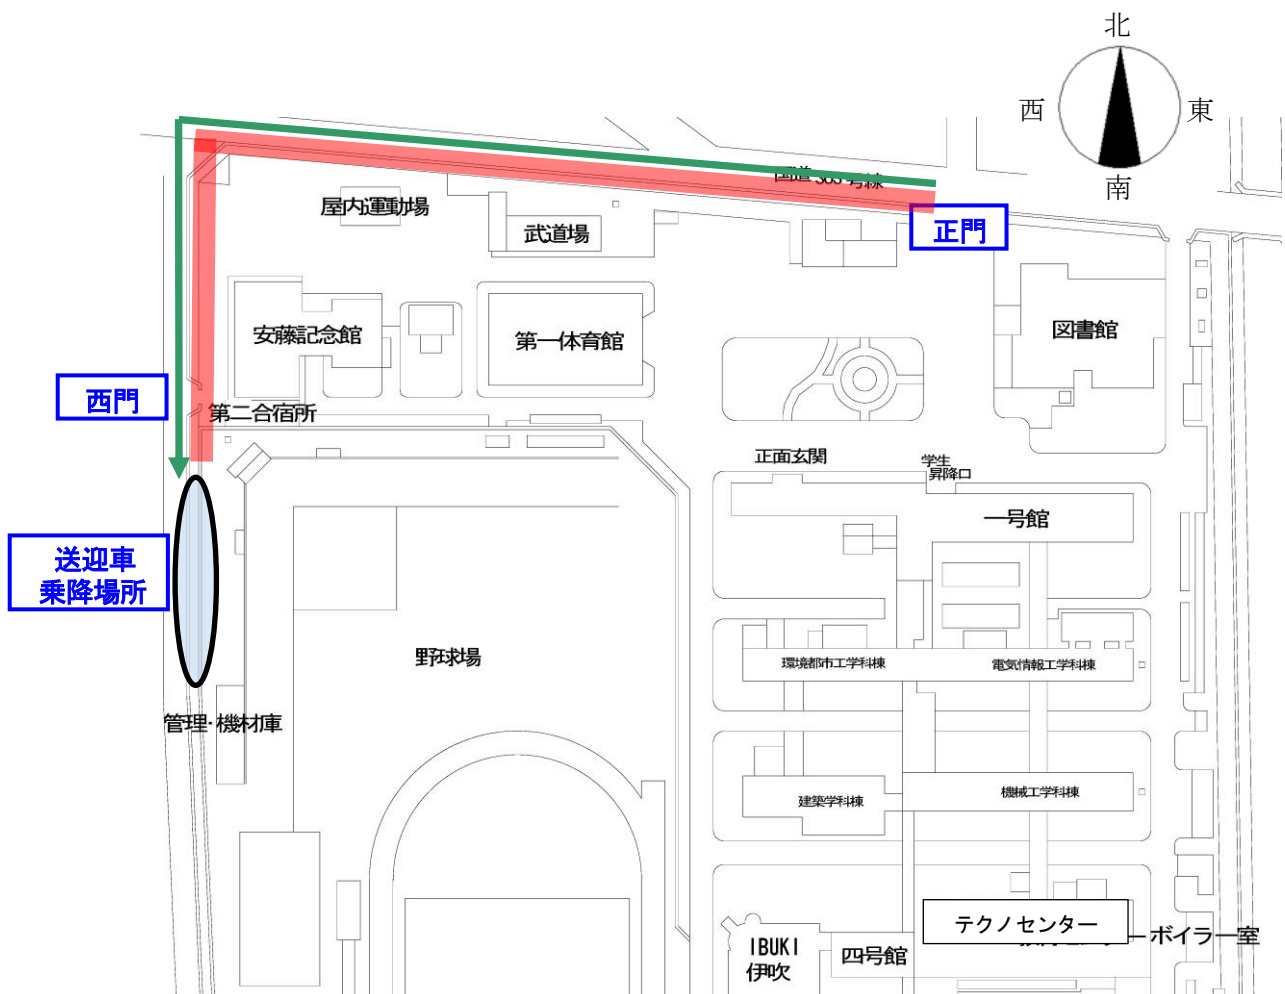 北
西
東
南
国道 303 号線
正門
屋内運動場
武道場
安藤記念館
第一体育館
図書館
西門
第二合宿所
正面玄関
学生
昇降口
一号館
送迎車
乗降場所
野球場
環境都市工学科棟
電気情報工学科棟
管理・機材庫
建築学科棟
機械工学科棟
テクノセンター
ーボイラー室
IBUKI
伊吹
四号館